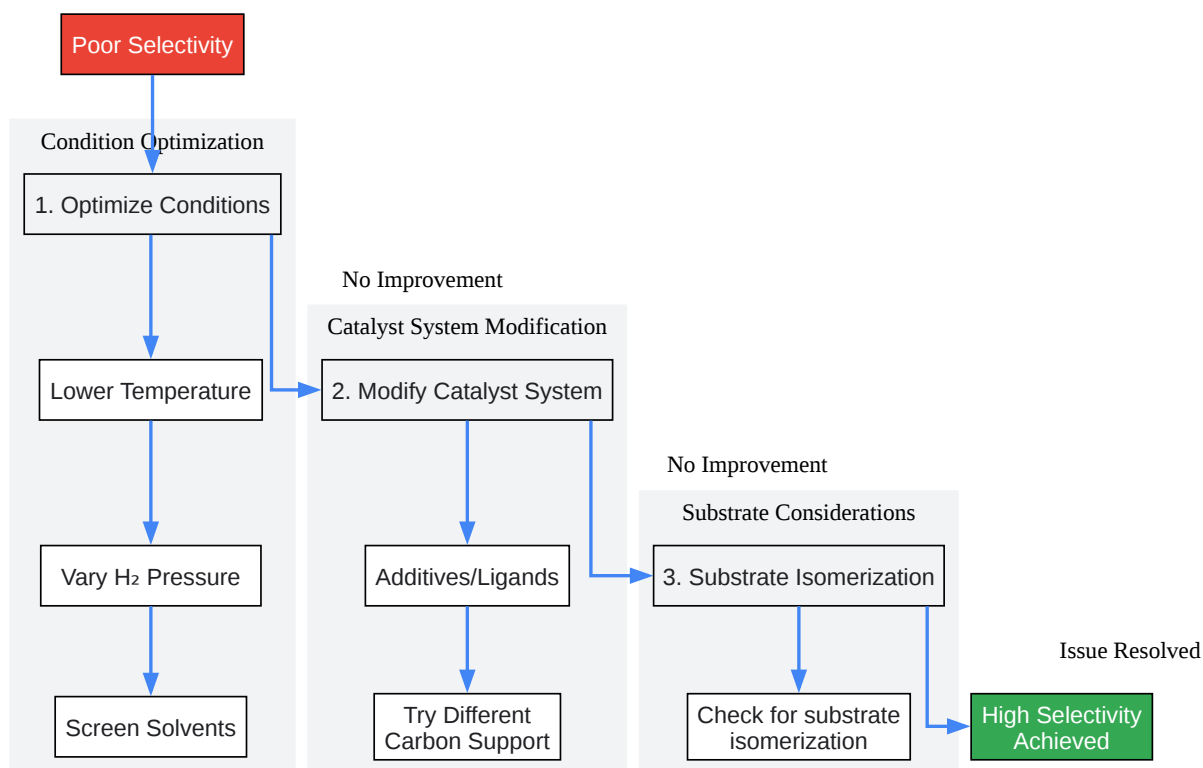 Poor Selectivity
Condition Optimization
1. Optimize Conditions
Lower Temperature
Vary H₂ Pressure
Screen Solvents
No Improvement
Catalyst System Modification
2. Modify Catalyst System
Additives/Ligands
Try Different
Carbon Support
No Improvement
Substrate Considerations
3. Substrate Isomerization
Check for substrate
isomerization
Issue Resolved
High Selectivity
Achieved